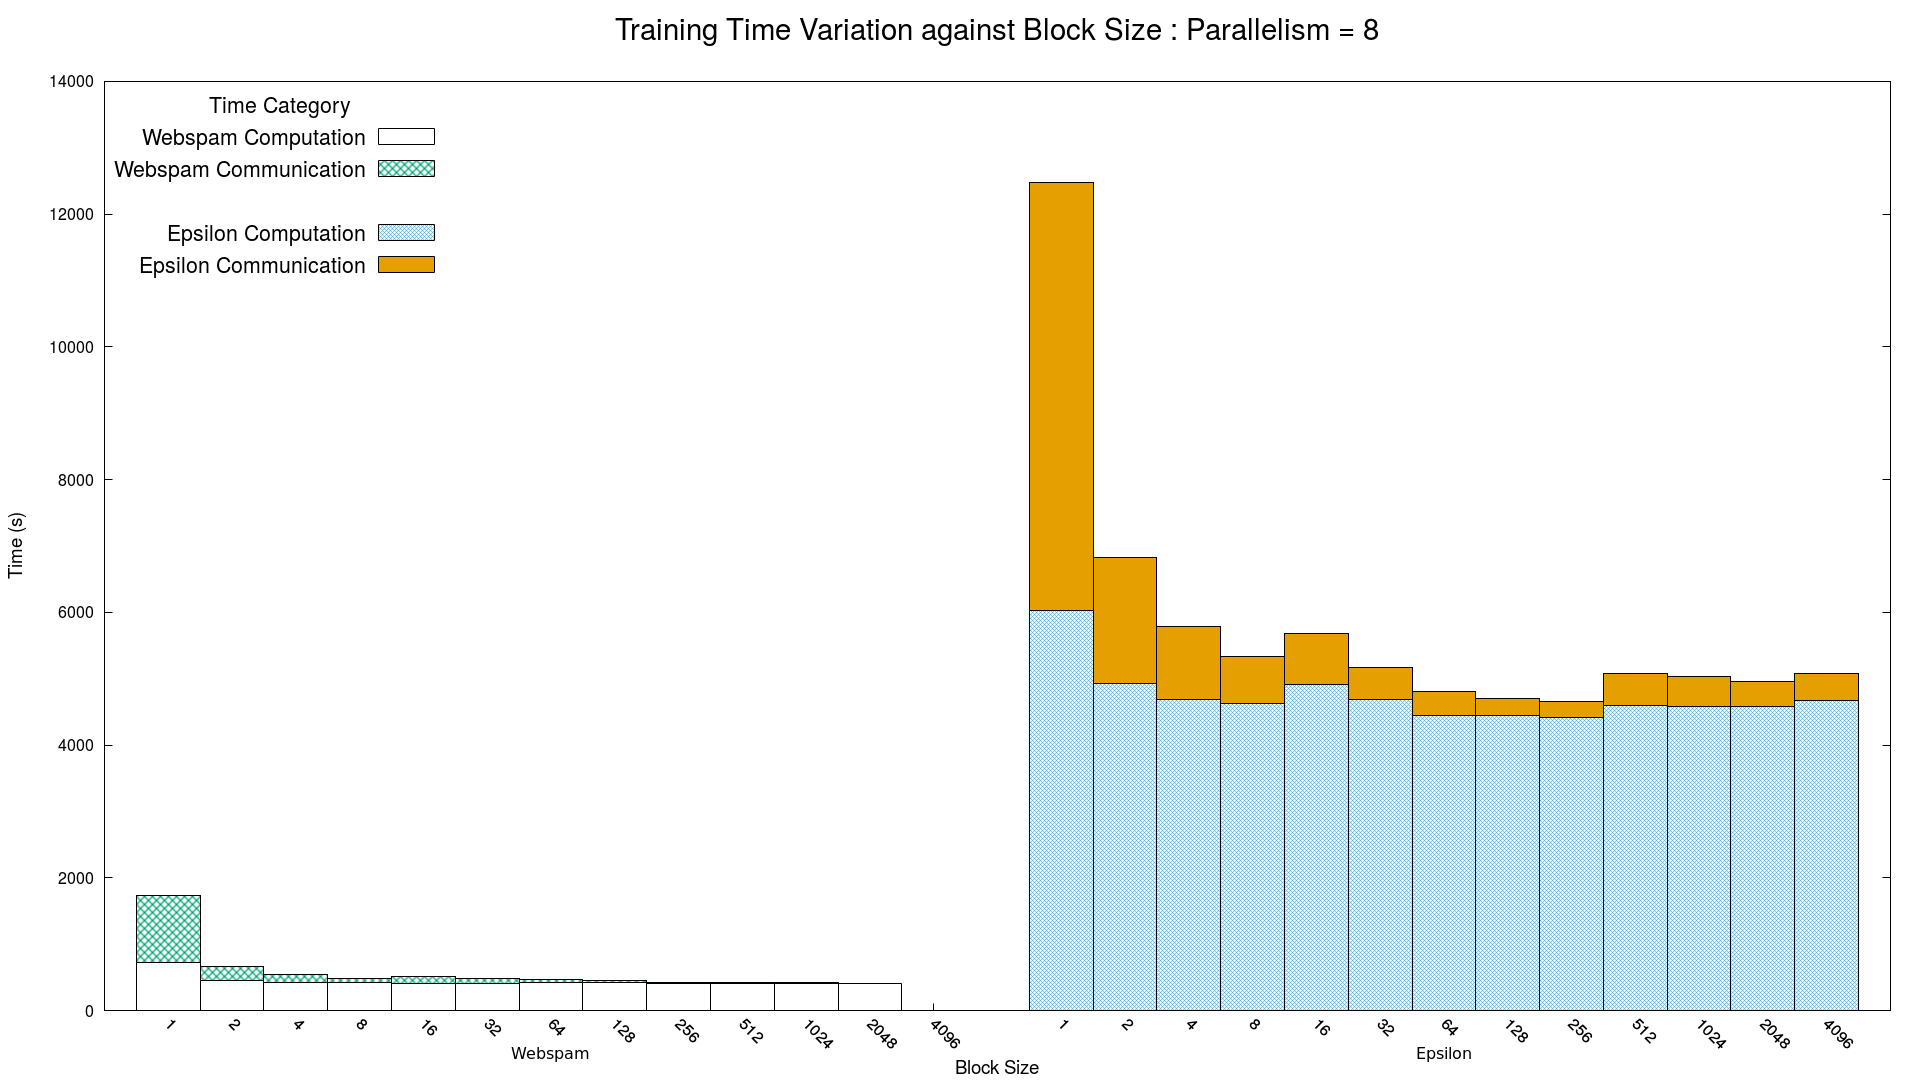 Training Time Variation against Block Size : Parallelism = 8
14000
12000
10000
8000
6000
4000
2000
0
Time (s)
Time Category
Webspam Computation
Webspam Communication
Epsilon Computation
Epsilon Communication
1 2 4 8 16 32 64 128 256 512 1024 2048 4096 1 2 4 8 16 32 64 128 256 512 1024 2048 4096
Webspam Epsilon
Block Size